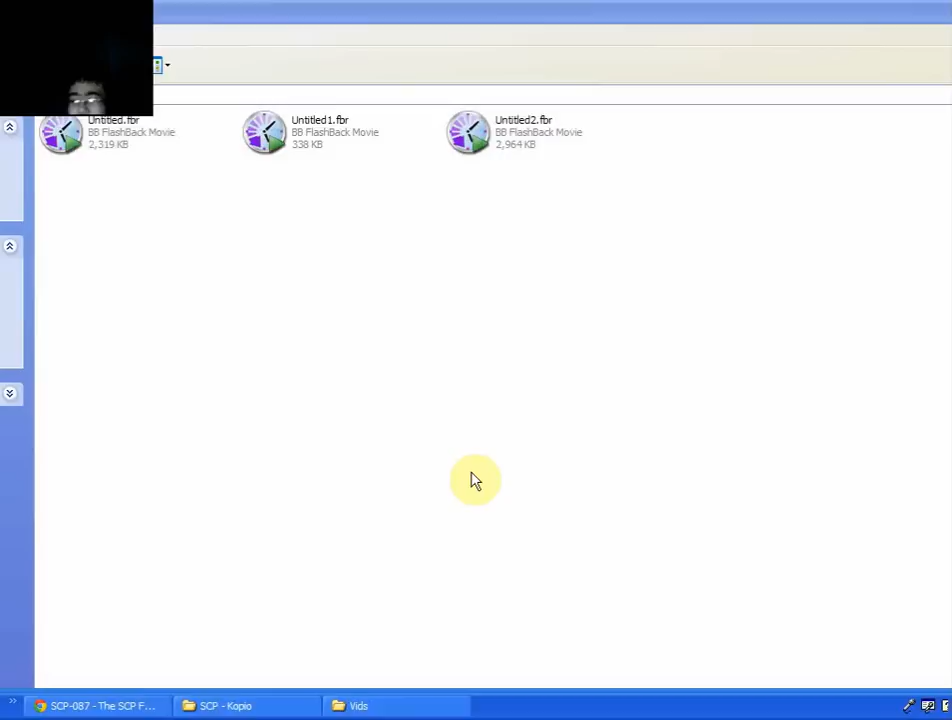 Untitled.fbr
BB FlashBack Movie
2,319 KB
Untitled1.fbr
BB FlashBack Movie
338 KB
Untitled2.fbr
BB FlashBack Movie
2,964 KB
SCP-087 - The SCP F...
SCP - Kopio
Vids